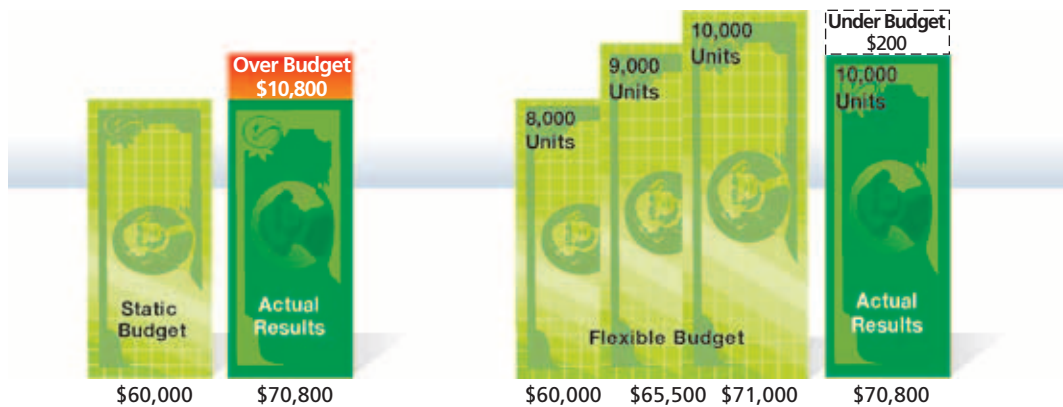 Over Budget
$10,800
Static
Budget
Actual
Results
$60,000
$70,800
8,000
Units
9,000
Units
10,000
Units
Flexible Budget
$60,000
$65,500
$71,000
Under Budget
$200
10,000
Units
Actual
Results
$70,800